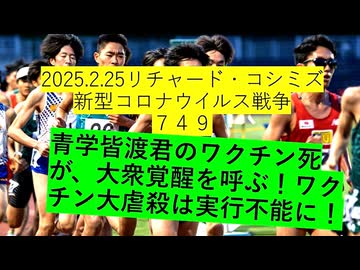 2025.2.25リチャード・コシミズ
新型コロナウイルス戦争
７４９
青学皆渡君のワクチン死
が、大衆覚醒を呼ぶ！ワク
チン大虐殺は実行不能に！